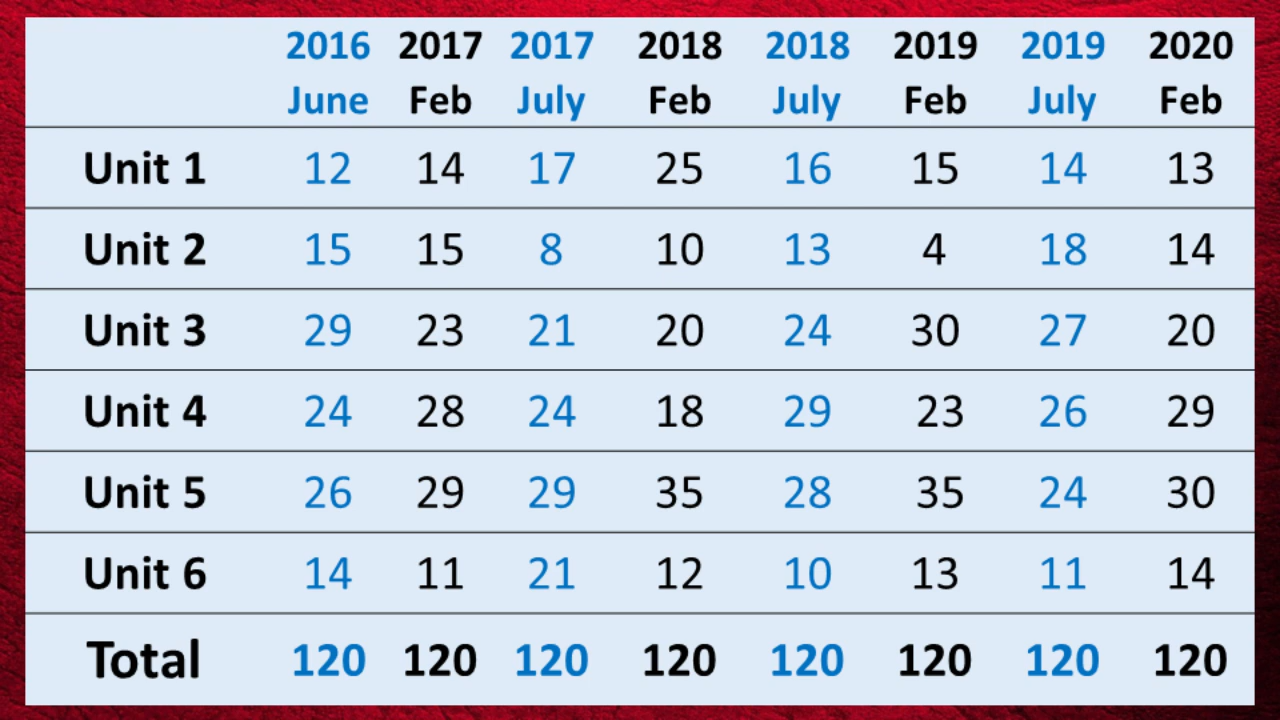 2016 2017 2017 2018 2018 2019 2019 2020
June Feb July Feb July Feb July Feb
Unit 1 12 14 17 25 16 15 14 13
Unit 2 15 15 8 10 13 4 18 14
Unit 3 29 23 21 20 24 30 27 20
Unit 4 24 28 24 18 29 23 26 29
Unit 5 26 29 29 35 28 35 24 30
Unit 6 14 11 21 12 10 13 11 14
Total 120 120 120 120 120 120 120 120